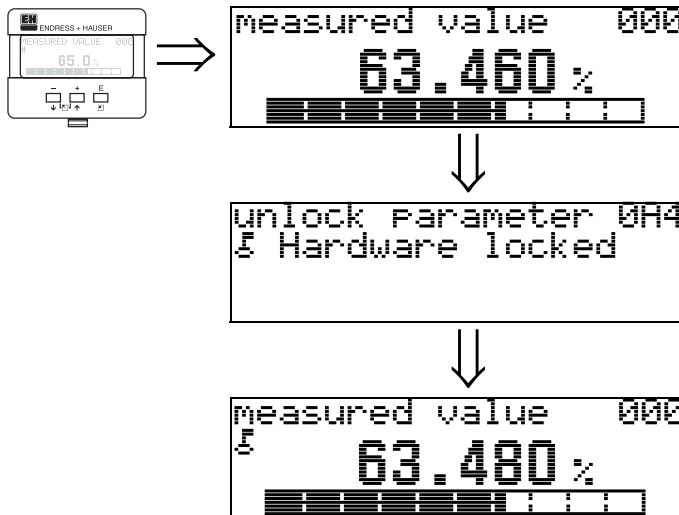 EH
ENDRESS + HAUSER
MEASURED VALUE 000
#
65.0 %
- + E
measured value 000
63.460 %
unlock parameter 0A4
Hardware locked
measured value 000
63.480 %